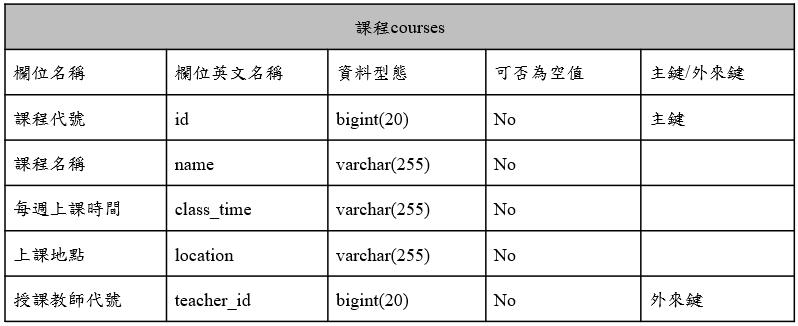 課程courses
欄位名稱 欄位英文名稱 資料型態 可否為空值 主鍵/外來鍵
課程代號 id bigint(20) No 主鍵
課程名稱 name varchar(255) No
每週上課時間 class_time varchar(255) No
上課地點 location varchar(255) No
授課教師代號 teacher_id bigint(20) No 外來鍵